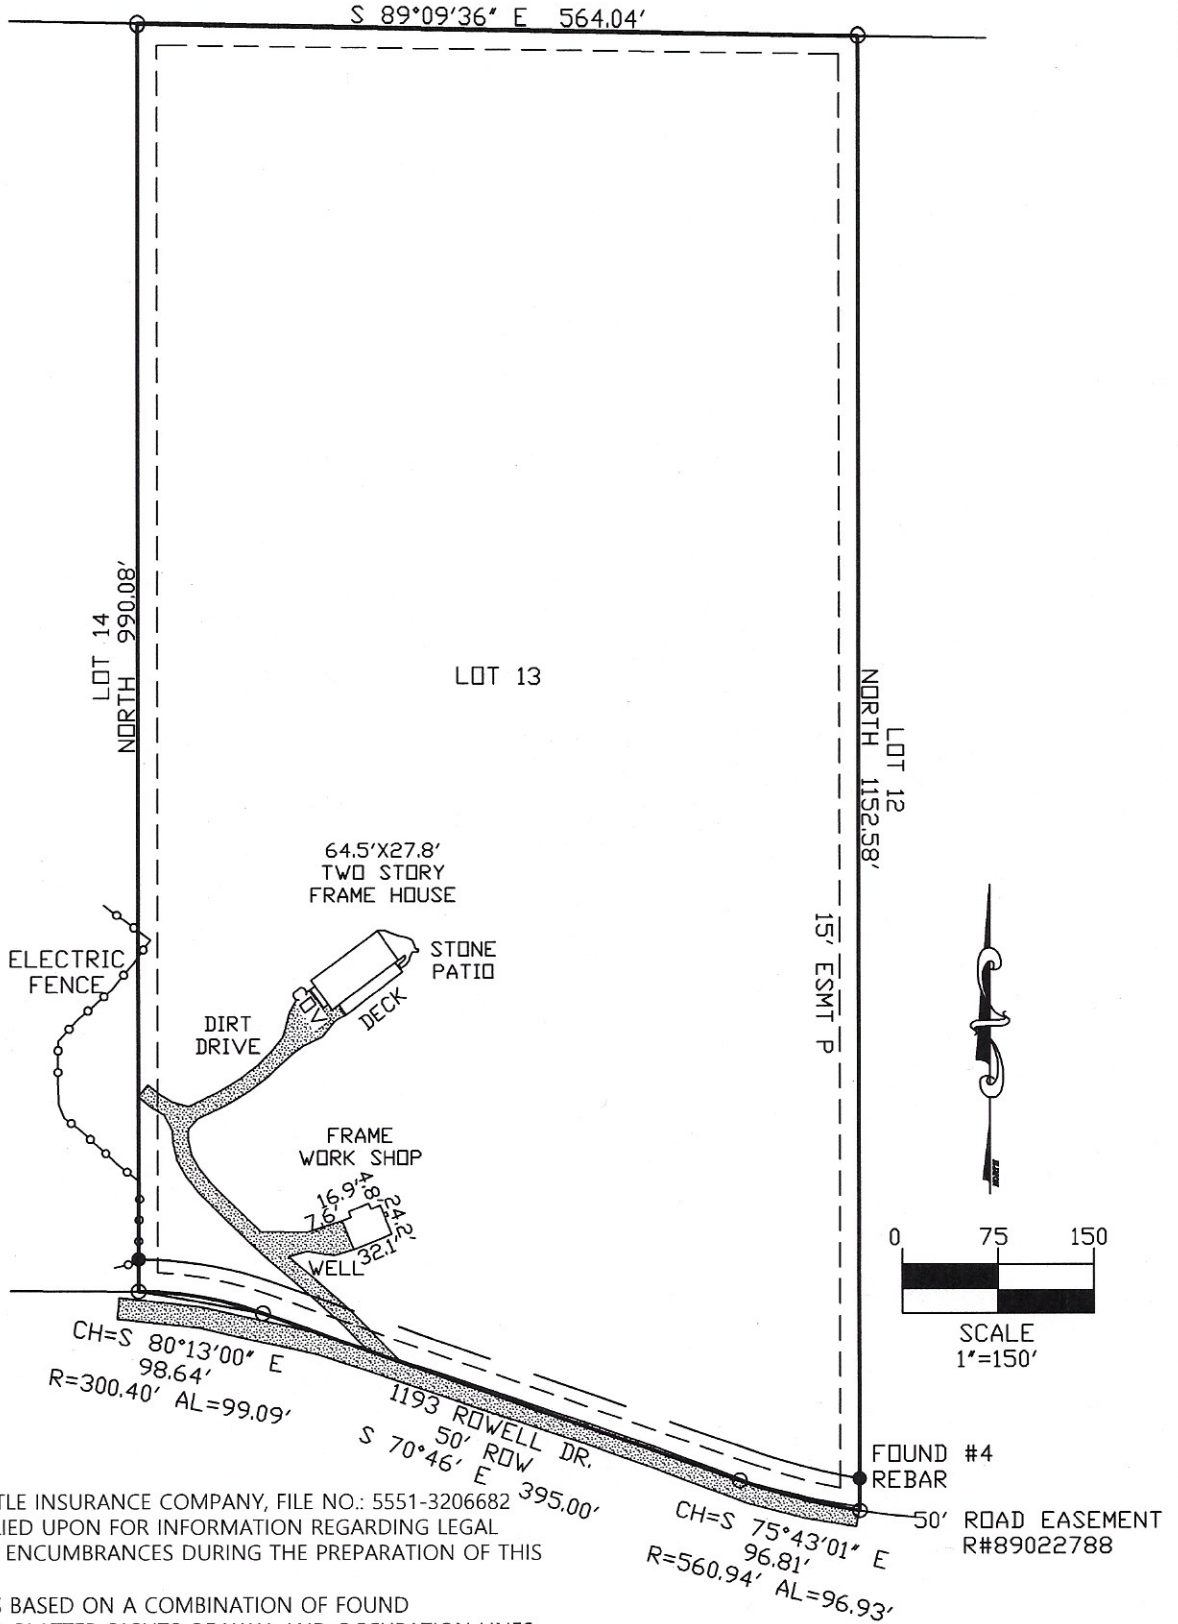 S 89°09'36" E 564.04'
LOT 14
NORTH 990.08'
LOT 13
LOT 12
NORTH 1152.58'
64.5'X27.8'
TWO STORY
FRAME HOUSE
STONE
PATIO
DECK
15' ESMT P
ELECTRIC
FENCE
DIRT
DRIVE
FRAME
WORK SHOP
16.9'
4.8'
7.6'
24.2'
32.1'
WELL
0 75 150
SCALE
1"=150'
CH=S 80°13'00" E
98.64'
R=300.40' AL=99.09'
1193 ROWELL DR.
50' ROW
S 70°46' E 395.00'
FOUND #4
REBAR
50' ROAD EASEMENT
R#89022788
CH=S 75°43'01" E
96.81'
R=560.94' AL=96.93'
TLE INSURANCE COMPANY, FILE NO.: 5551-3206682
LIED UPON FOR INFORMATION REGARDING LEGAL
ENCUMBRANCES DURING THE PREPARATION OF THIS
S BASED ON A COMBINATION OF FOUND